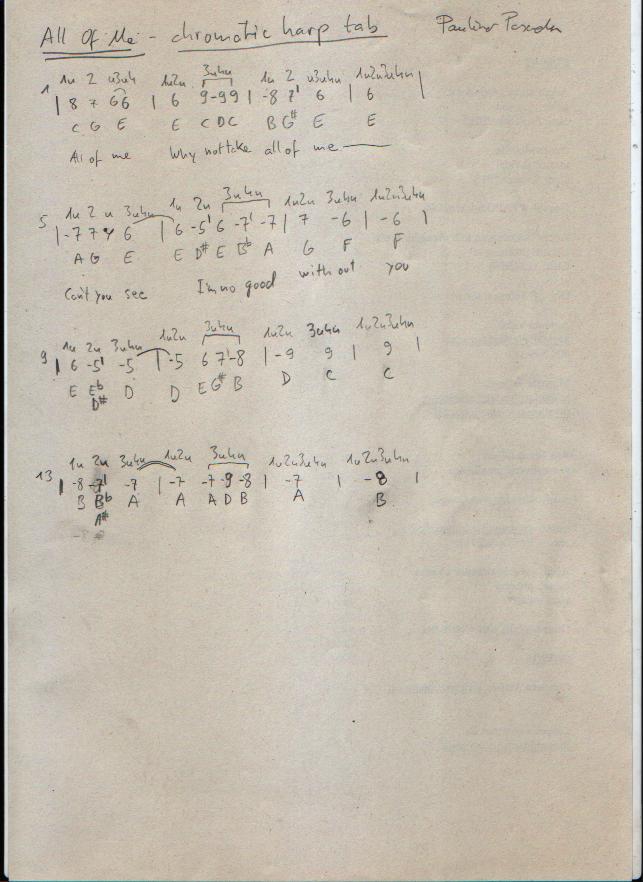 All Of Me - chromatic harp tab
1u 2 u3u4 1u2u 3u4u 1u 2 u3u4u 1u2u3u4u
1 | 8 7 6 6 | 6 9 -9 9 | -8 7' 6 | 6 |
C G E E C D C B G# E E
All of me Why not take all of me
1u 2 u 3u4u 1u 2u 3u4u 1u2u 3u4u 1u2u3u4u
5 | -7 7 6 | 6 -5' 6 -7' -7 | 7 -6 | -6 |
A G E E D# E Bb A G F F
Can't you see I'm no good with out you
1u 2u 3u4u 1u2u 3u4u 1u2u 3u4u 1u2u3u4u
9 | 6 -5' -5 | -5 6 7' -8 | -9 9 | 9 |
E Eb D D E G# B D C C
D#
1u 2u 3u4u 1u2u 3u4u 1u2u3u4u 1u2u3u4u
13 | -8 -7' -7 | -7 -7 -9 -8 | -7 | -8 |
B Bb A A A D B A B
A#